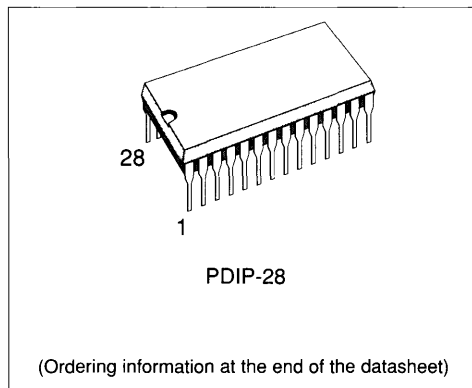 28
1
PDIP-28
(Ordering information at the end of the datasheet)